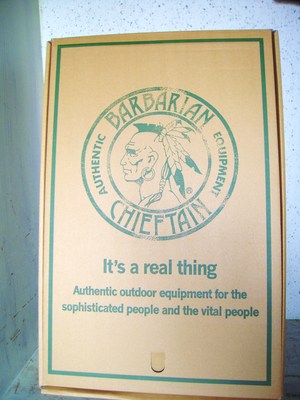 BARBARIAN
AUTHENTIC
EQUIPMENT
CHIEFTAIN
®
It's a real thing
Authentic outdoor equipment for the
sophisticated people and the vital people